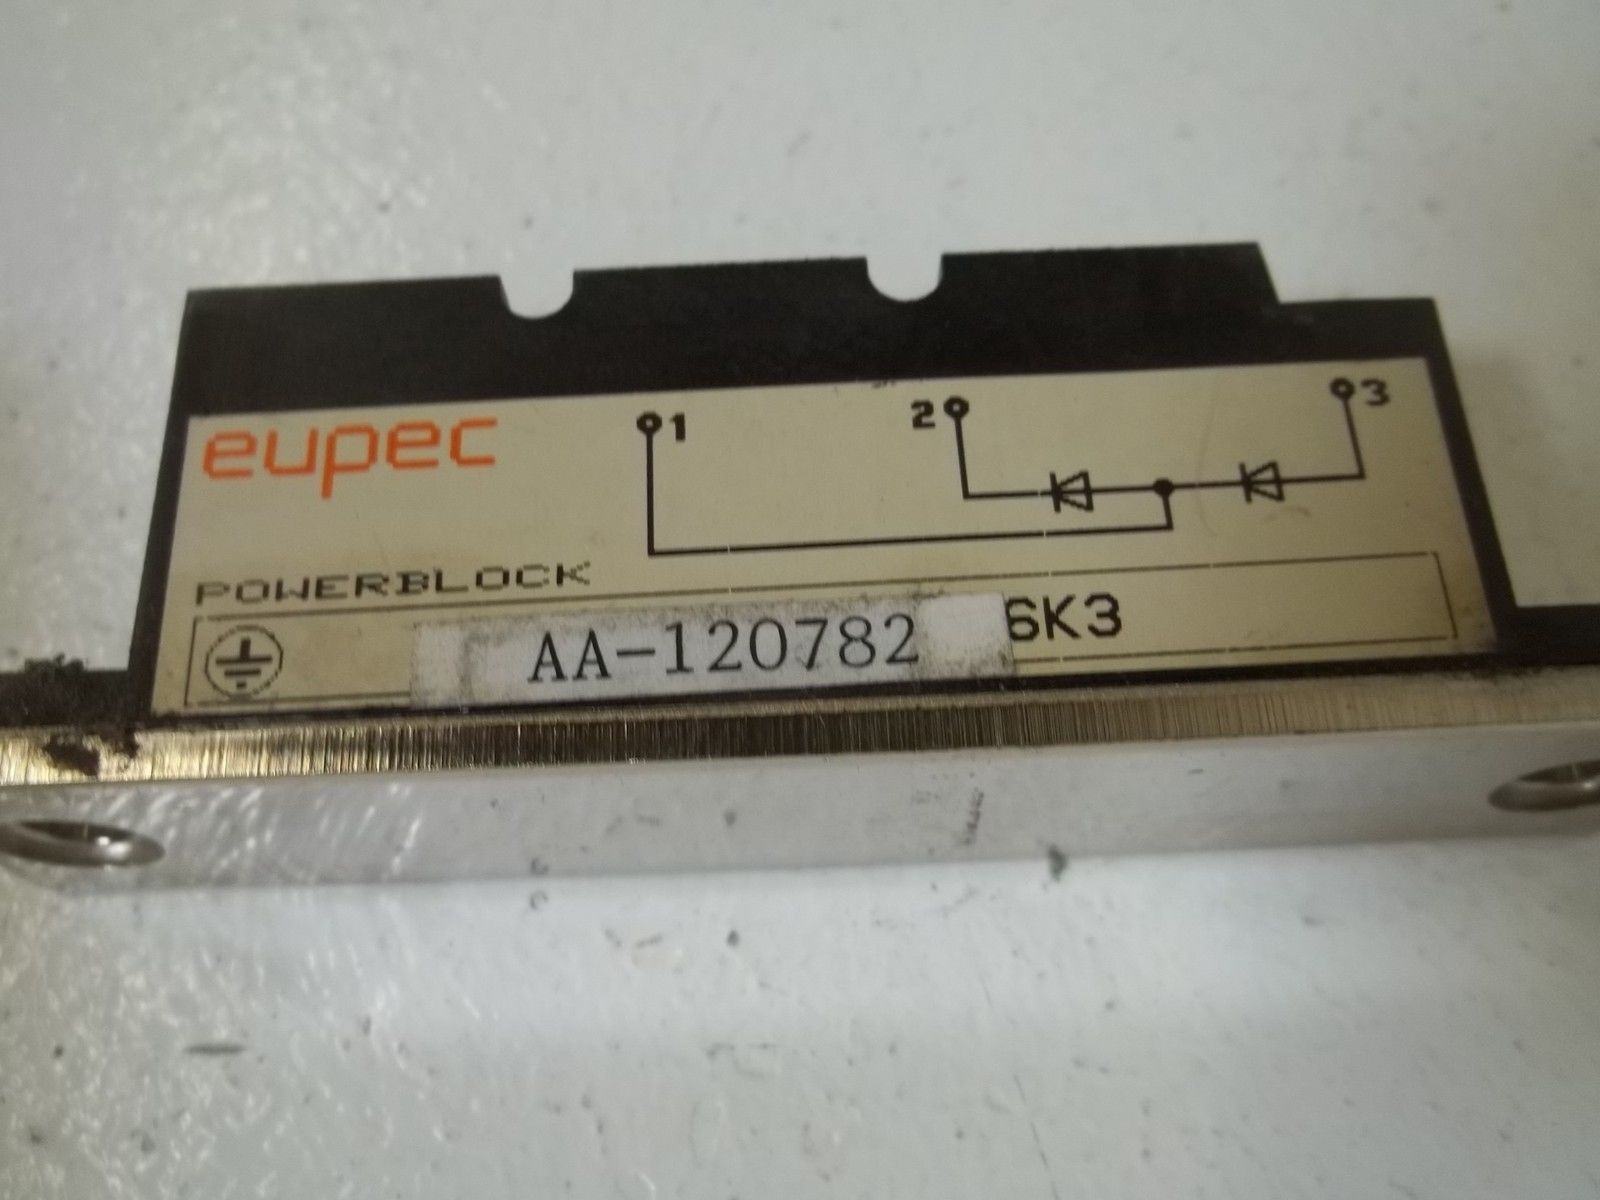 eupec
1
2
3
POWERBLOCK
AA-120782 6K3